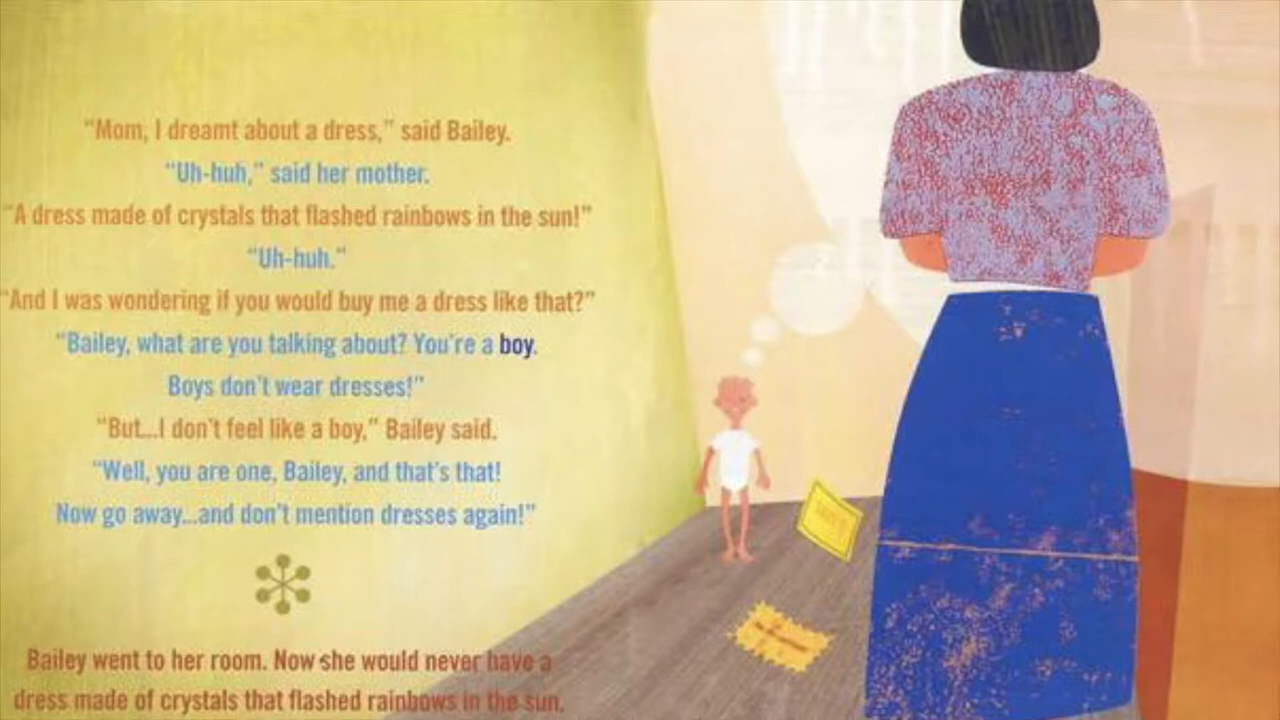 “Mom, I dreamt about a dress,” said Bailey.
“Uh-huh,” said her mother.
“A dress made of crystals that flashed rainbows in the sun!”
“Uh-huh.”
“And I was wondering if you would buy me a dress like that?”
“Bailey, what are you talking about? You’re a boy.
Boys don’t wear dresses!”
“But...I don’t feel like a boy,” Bailey said.
“Well, you are one, Bailey, and that’s that!
Now go away...and don’t mention dresses again!”
Bailey went to her room. Now she would never have a
dress made of crystals that flashed rainbows in the sun.